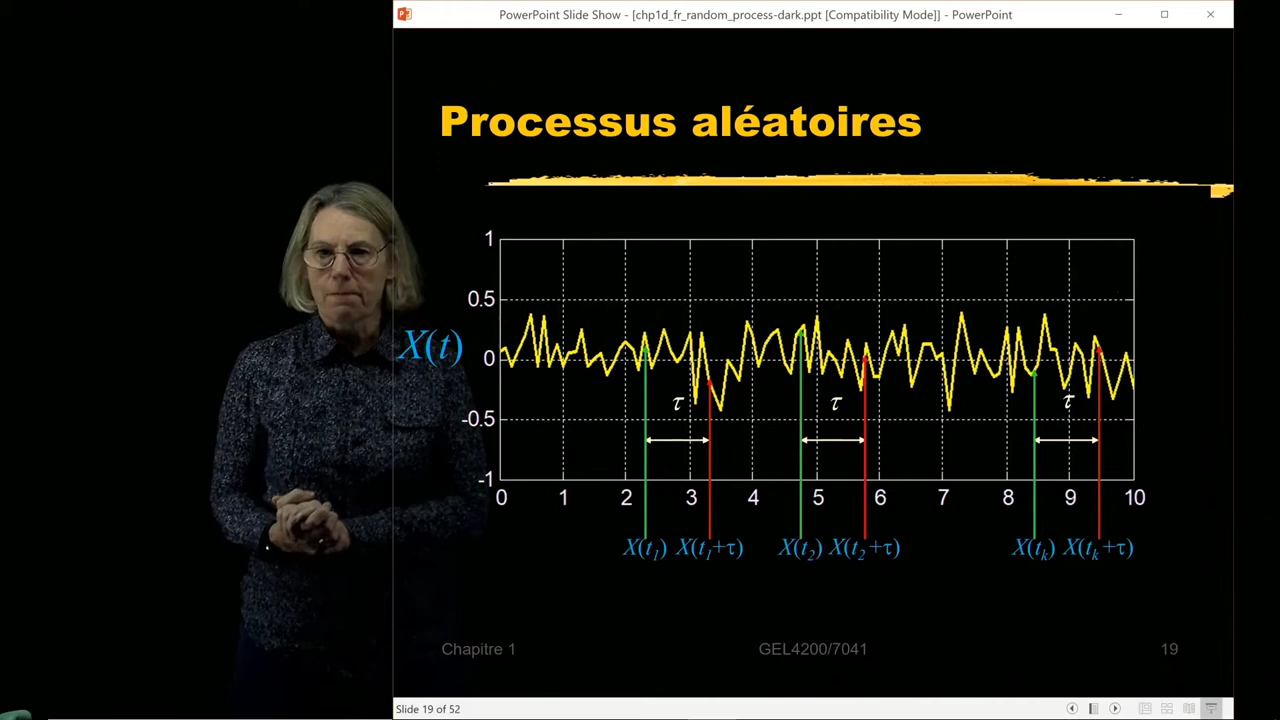 PowerPoint Slide Show - [chp1d_fr_random_process-dark.ppt [Compatibility Mode]] - PowerPoint
Processus aléatoires
1
0.5
X(t)
0
τ τ τ
-0.5
-1
0 1 2 3 4 5 6 7 8 9 10
X(t1) X(t1+τ) X(t2) X(t2+τ) X(tk) X(tk+τ)
Chapitre 1 GEL4200/7041 19
Slide 19 of 52